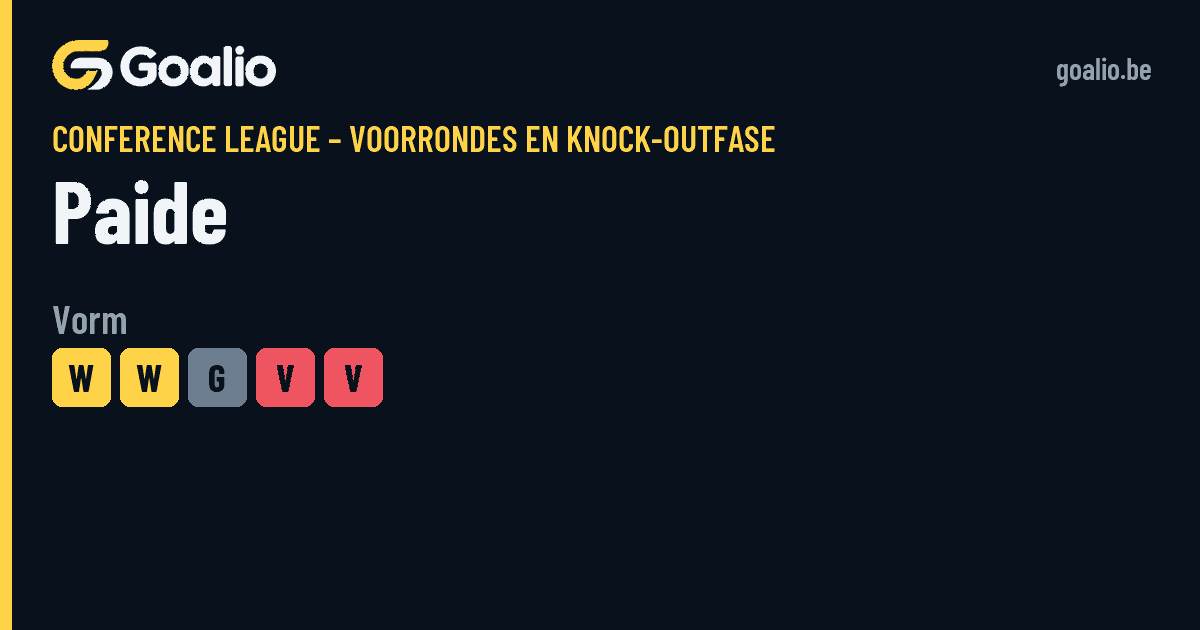 Goalio
goalio.be
CONFERENCE LEAGUE – VOORRONDES EN KNOCK-OUTFASE
Paide
Vorm
W W G V V